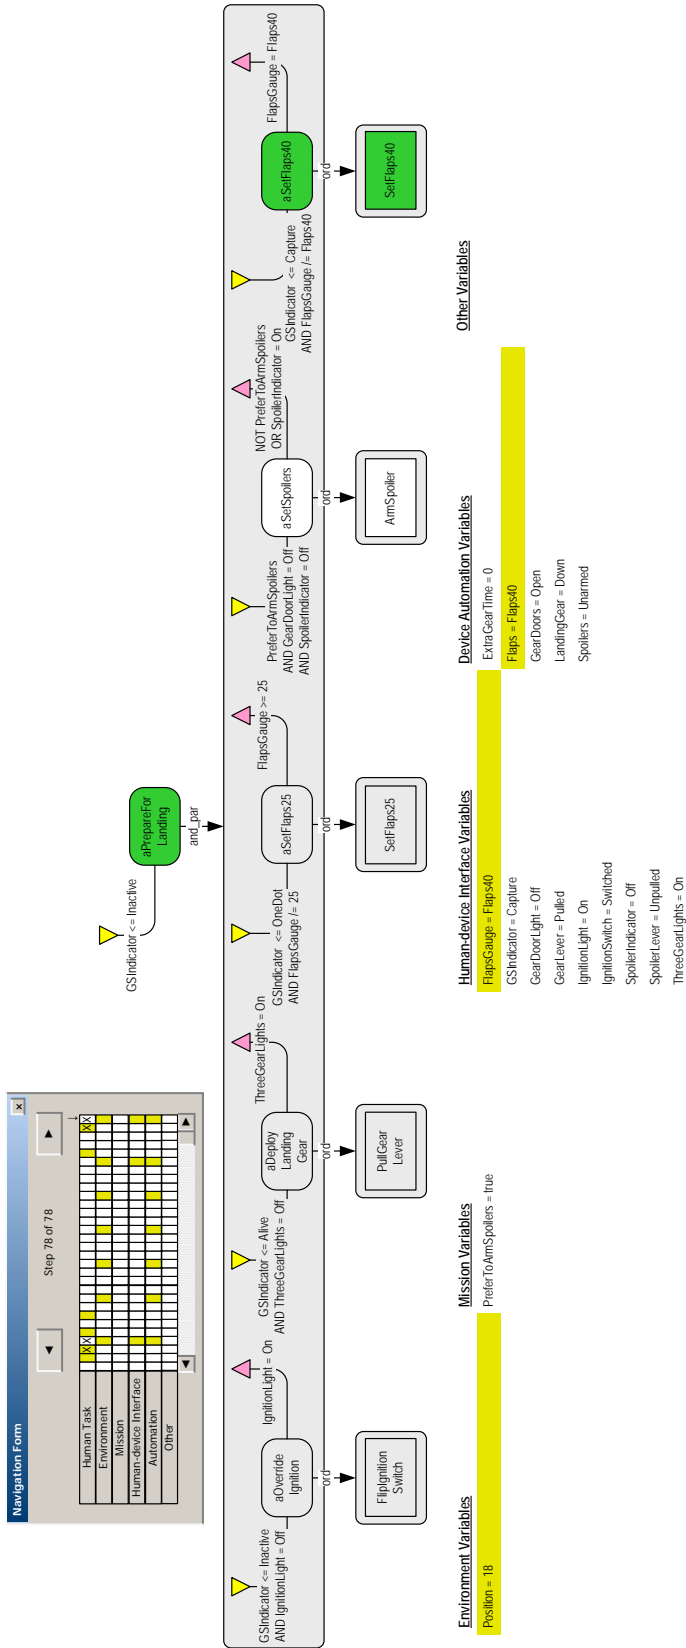 Navigation Form
x
Step 78 of 78
Human Task
X X X X
Environment
Mission
Human-device Interface
Automation
Other
GSIndicator <= Inactive
aPrepareFor
Landing
and_par
GSIndicator <= Inactive
AND IgnitionLight = Off
aOverride
Ignition
IgnitionLight = On
ord
FlipIgnition
Switch
GSIndicator <= Alive
AND ThreeGearLights = Off
aDeploy
Landing
Gear
ThreeGearLights = On
ord
PullGear
Lever
GSIndicator <= OneDot
AND FlapsGauge /= 25
aSetFlaps25
FlapsGauge >= 25
ord
SetFlaps25
PreferToArmSpoilers
AND GearDoorLight = Off
AND SpoilerIndicator = Off
aSetSpoilers
NOT PreferToArmSpoilers
OR SpoilerIndicator = On
ord
ArmSpoiler
GSIndicator <= Capture
AND FlapsGauge /= Flaps40
aSetFlaps40
FlapsGauge = Flaps40
ord
SetFlaps40
Environment Variables
Position = 18
Mission Variables
PreferToArmSpoilers = true
Human-device Interface Variables
FlapsGauge = Flaps40
GSIndicator = Capture
GearDoorLight = Off
GearLever = Pulled
IgnitionLight = On
IgnitionSwitch = Switched
SpoilerIndicator = Off
SpoilerLever = Unpulled
ThreeGearLights = On
Device Automation Variables
ExtraGearTime = 0
Flaps = Flaps40
GearDoors = Open
LandingGear = Down
Spoilers = Unarmed
Other Variables